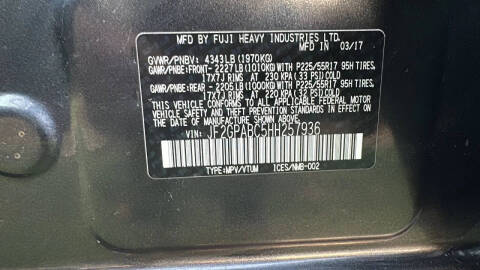 MFD BY FUJI HEAVY INDUSTRIES LTD.
MFD IN 03/17
GVWR/PNBV: 4343LB(1970KG)
GAWR/PNBE:FRONT- 2227LB(1010KG)WITH P225/55R17 95H TIRES
17X7J RIMS AT 230 KPA(33 PSI)COLD
GAWR/PNBE:REAR - 2205LB(1000KG)WITH P225/55R17 95H TIRES
17X7J RIMS AT 220 KPA(32 PSI)COLD
THIS VEHICLE CONFORMS TO ALL APPLICABLE FEDERAL MOTOR
VEHICLE SAFETY AND BUMPER STANDARDS IN EFFECT ON THE
DATE OF MANUFACTURE SHOWN ABOVE.
VIN: JF2GPABC5HH257936
TYPE:MPV/VTUM ICES/NMB-002